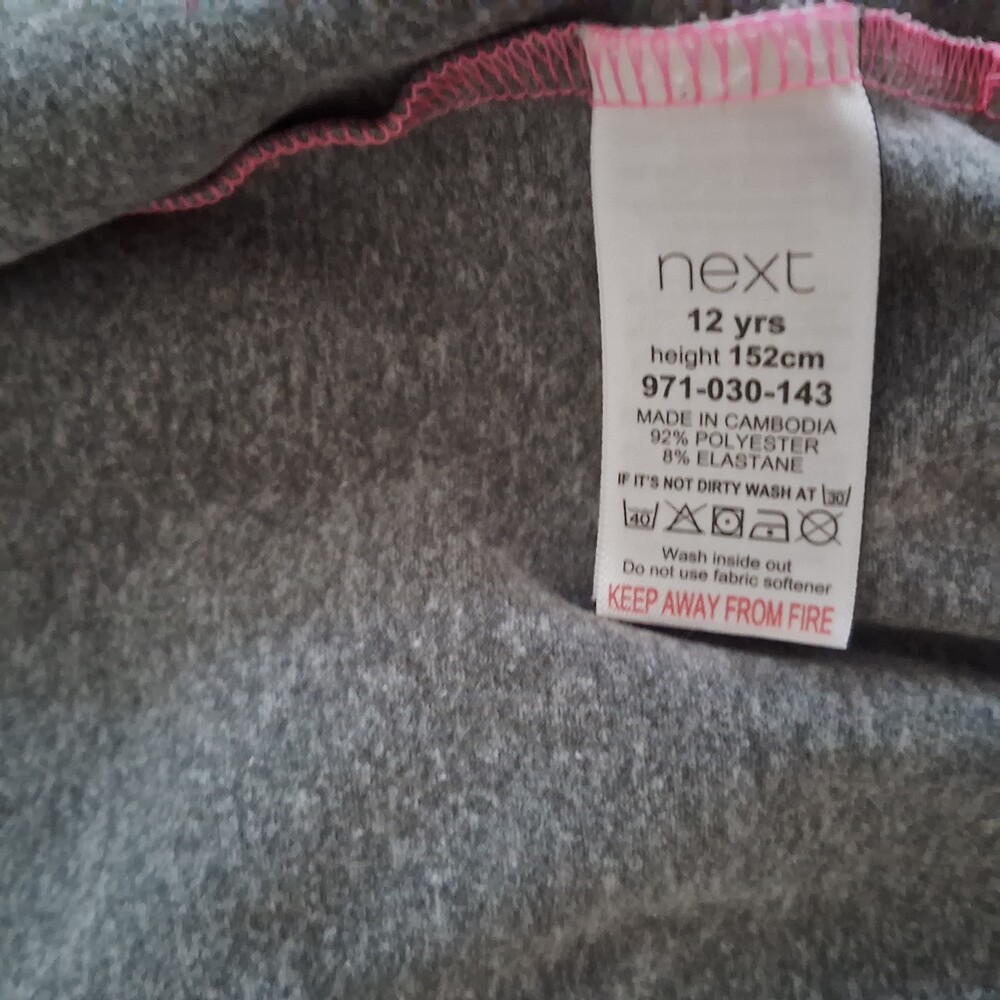 next
12 yrs
height 152cm
971-030-143
MADE IN CAMBODIA
92% POLYESTER
8% ELASTANE
IF IT'S NOT DIRTY WASH AT 30
40
Wash inside out
Do not use fabric softener
KEEP AWAY FROM FIRE